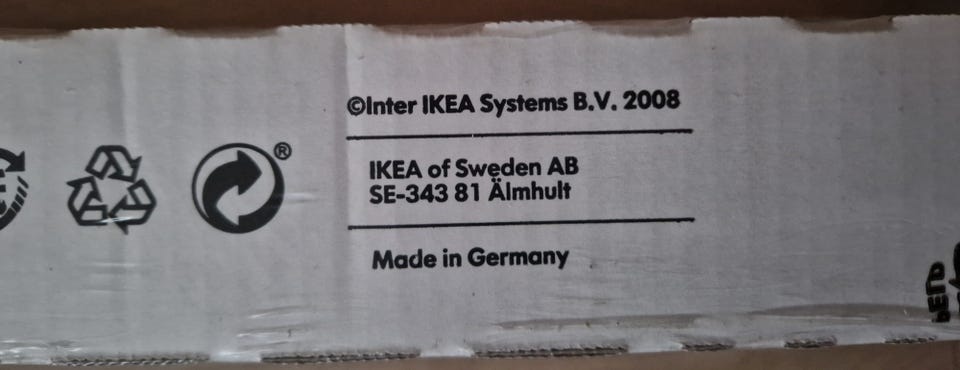 ©Inter IKEA Systems B.V. 2008
IKEA of Sweden AB
SE-343 81 Älmhult
Made in Germany
®